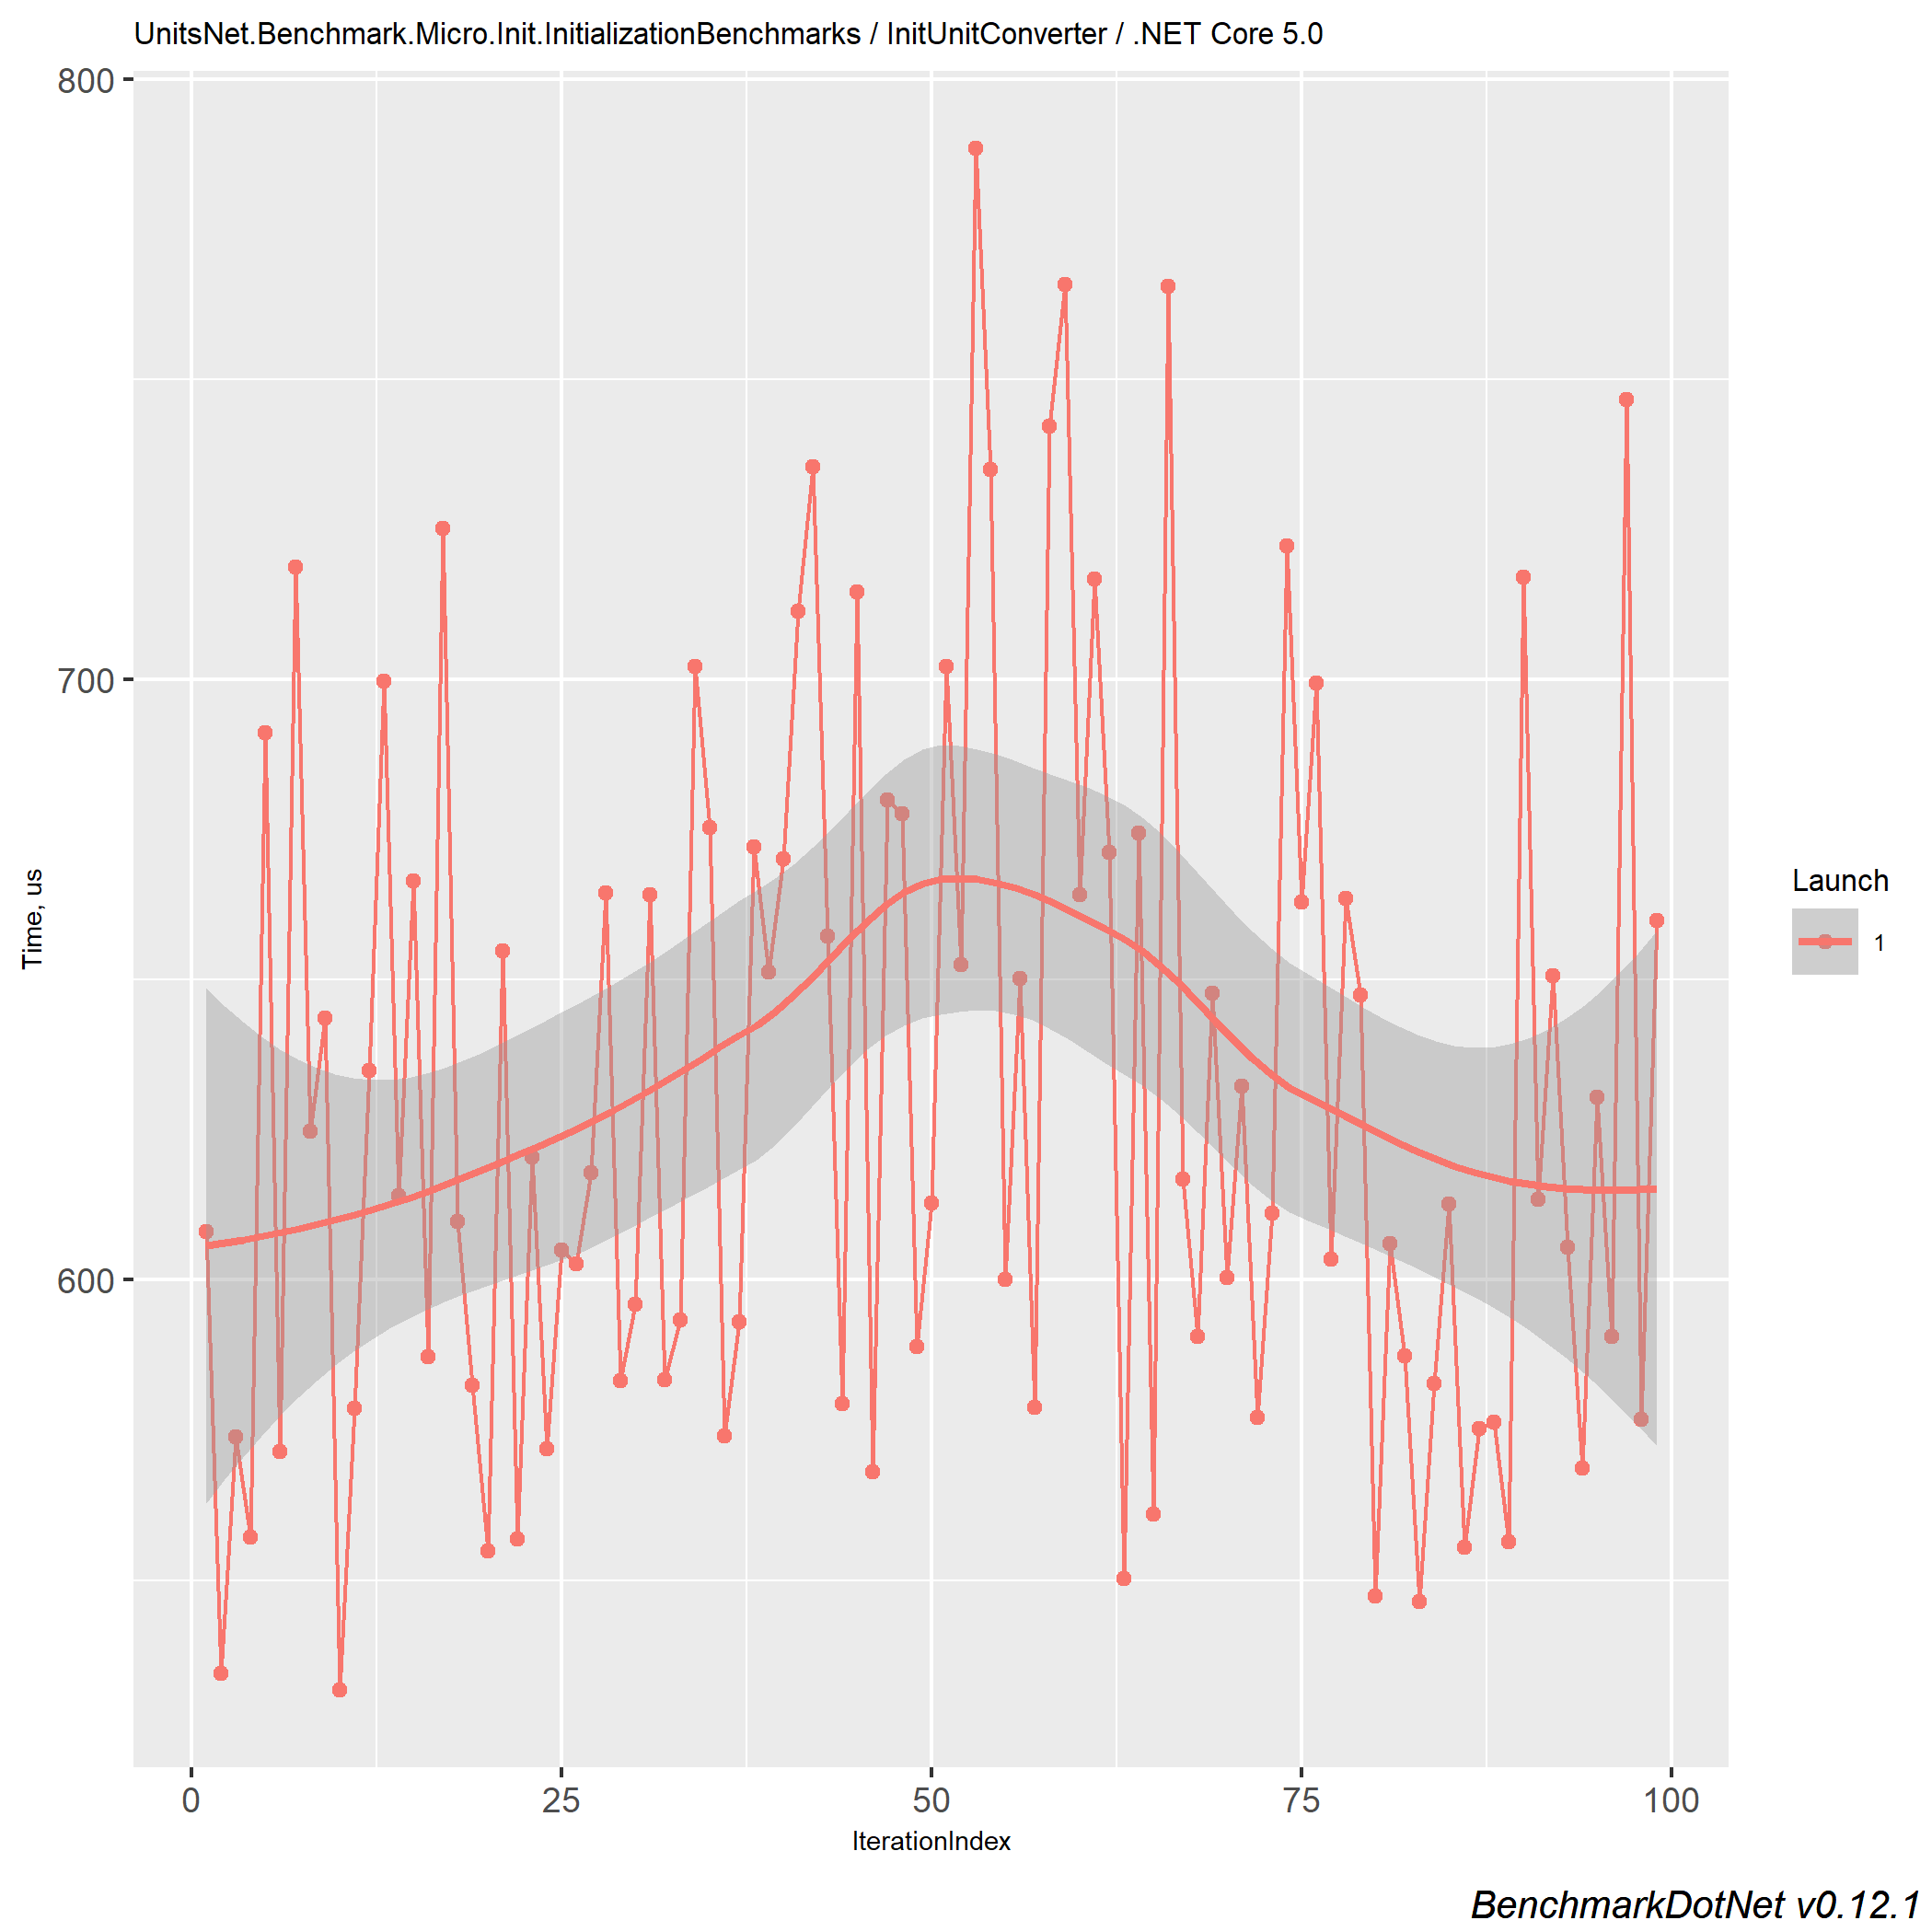 UnitsNet.Benchmark.Micro.Init.InitializationBenchmarks / InitUnitConverter / .NET Core 5.0
800
700
600
Time, us
0 25 50 75 100
IterationIndex
Launch
1
BenchmarkDotNet v0.12.1